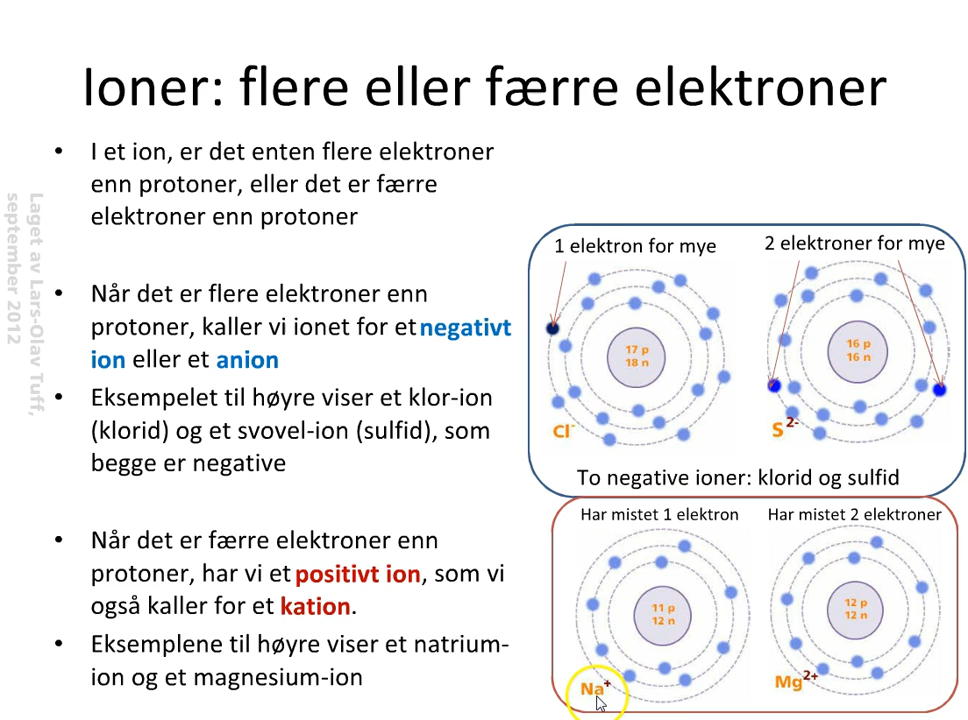 Ioner: flere eller færre elektroner
• I et ion, er det enten flere elektroner
enn protoner, eller det er færre
elektroner enn protoner
• Når det er flere elektroner enn
protoner, kaller vi ionet for et negativt
ion eller et anion
• Eksempelet til høyre viser et klor-ion
(klorid) og et svovel-ion (sulfid), som
begge er negative
• Når det er færre elektroner enn
protoner, har vi et positivt ion, som vi
også kaller for et kation.
• Eksemplene til høyre viser et natrium-
ion og et magnesium-ion
Laget av Lars-Olav Tuff,
september 2012
1 elektron for mye
2 elektroner for mye
17 p
18 n
Cl-
16 p
16 n
S 2-
To negative ioner: klorid og sulfid
Har mistet 1 elektron
Har mistet 2 elektroner
11 p
12 n
Na+
12 p
12 n
Mg2+